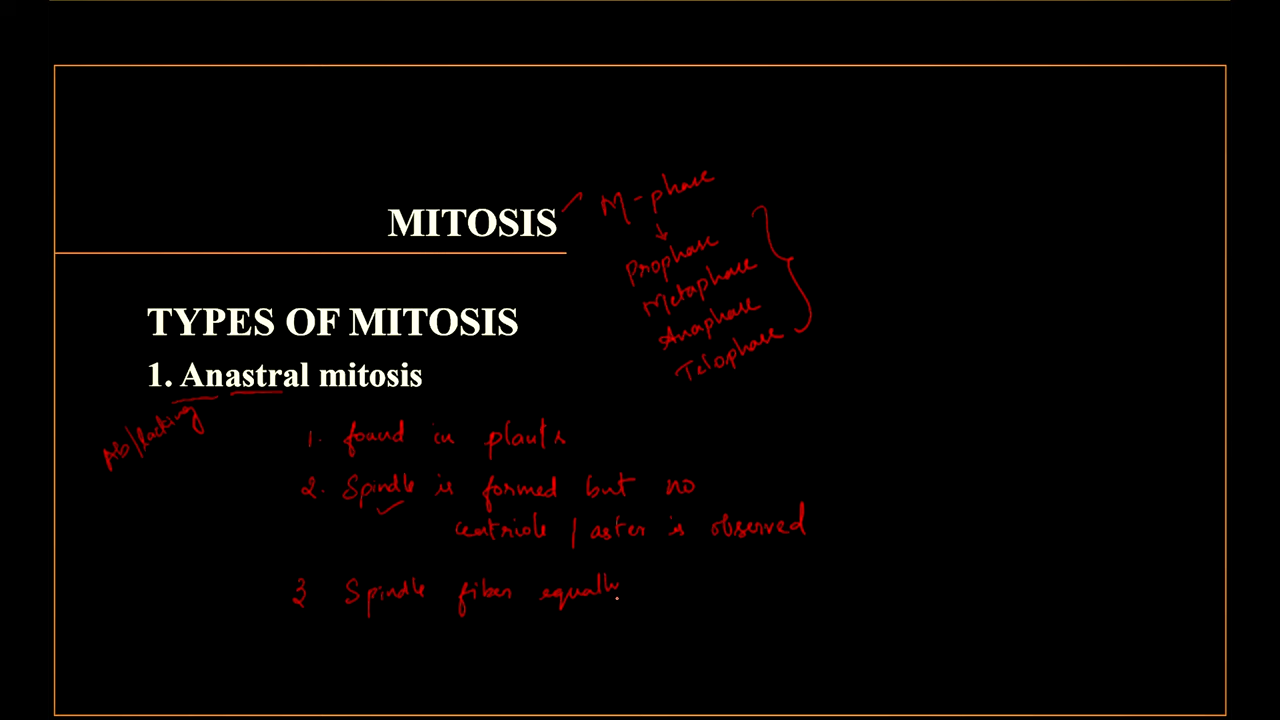 MITOSIS
M-phase
Prophase
Metaphase
Anaphase
Telophase
TYPES OF MITOSIS
1. Anastral mitosis
/lacking
1. found in plants
2. Spindle is formed but no
centriole / aster is observed
3 Spindle fiber equally